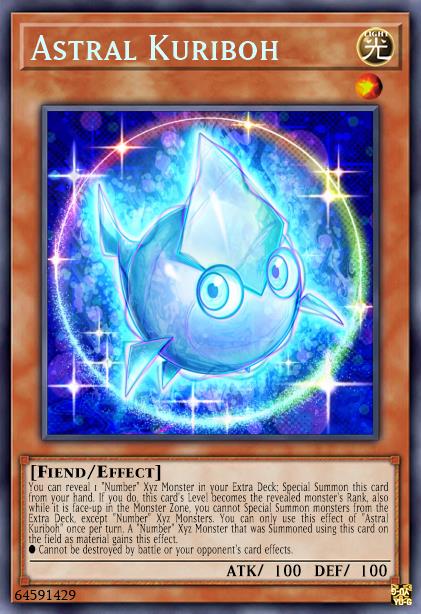 ASTRAL KURIBOH
LIGHT
光
[FIEND/EFFECT]
You can reveal 1 "Number" Xyz Monster in your Extra Deck; Special Summon this card
from your hand. If you do, this card's Level becomes the revealed monster's Rank, also
while it is face-up in the Monster Zone, you cannot Special Summon monsters from the
Extra Deck, except "Number" Xyz Monsters. You can only use this effect of "Astral
Kuriboh" once per turn. A "Number" Xyz Monster that was Summoned using this card on
the field as material gains this effect.
● Cannot be destroyed by battle or your opponent's card effects.
ATK/ 100 DEF/ 100
64591429